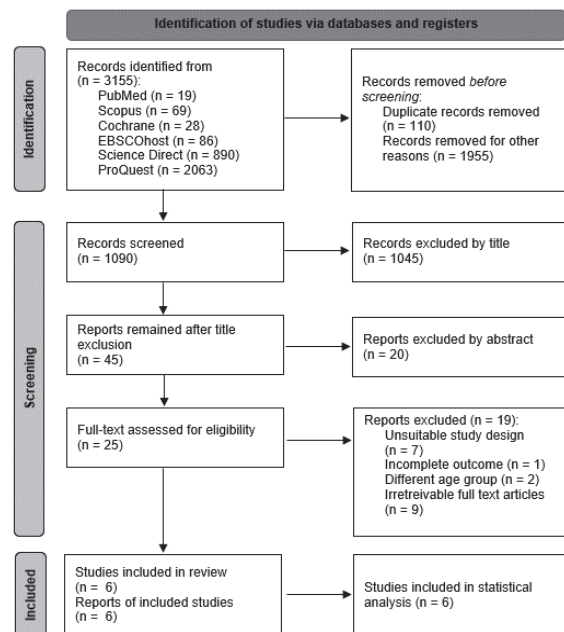 Identification of studies via databases and registers
Identification
Records identified from
(n = 3155):
PubMed (n = 19)
Scopus (n = 69)
Cochrane (n = 28)
EBSCOhost (n = 86)
Science Direct (n = 890)
ProQuest (n = 2063)
Records removed before
screening:
Duplicate records removed
(n = 110)
Records removed for other
reasons (n = 1955)
Screening
Records screened
(n = 1090)
Records excluded by title
(n = 1045)
Reports remained after title
exclusion
(n = 45)
Reports excluded by abstract
(n = 20)
Full-text assessed for eligibility
(n = 25)
Reports excluded (n = 19):
Unsuitable study design
(n = 7)
Incomplete outcome (n = 1)
Different age group (n = 2)
Irretreivable full text articles
(n = 9)
Included
Studies included in review
(n = 6)
Reports of included studies
(n = 6)
Studies included in statistical
analysis (n = 6)